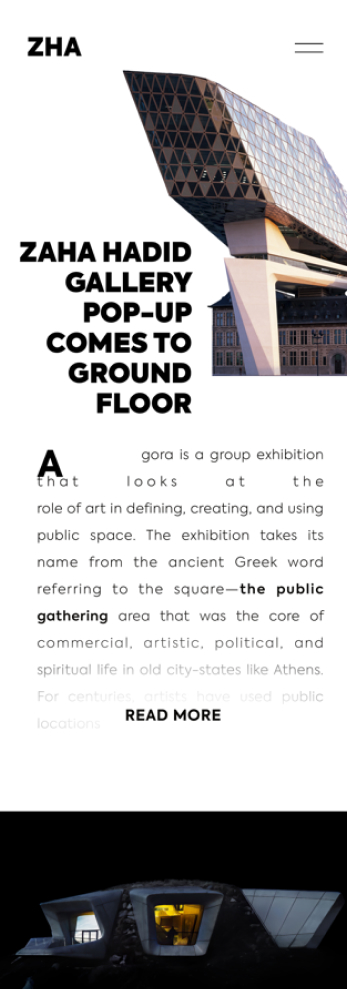 ZHA
ZAHA HADID
GALLERY
POP-UP
COMES TO
GROUND
FLOOR
Agora is a group exhibition
that looks at the
role of art in defining, creating, and using
public space. The exhibition takes its
name from the ancient Greek word
referring to the square—the public
gathering area that was the core of
commercial, artistic, political, and
spiritual life in old city-states like Athens.
For centuries, artists have used public
locations
READ MORE